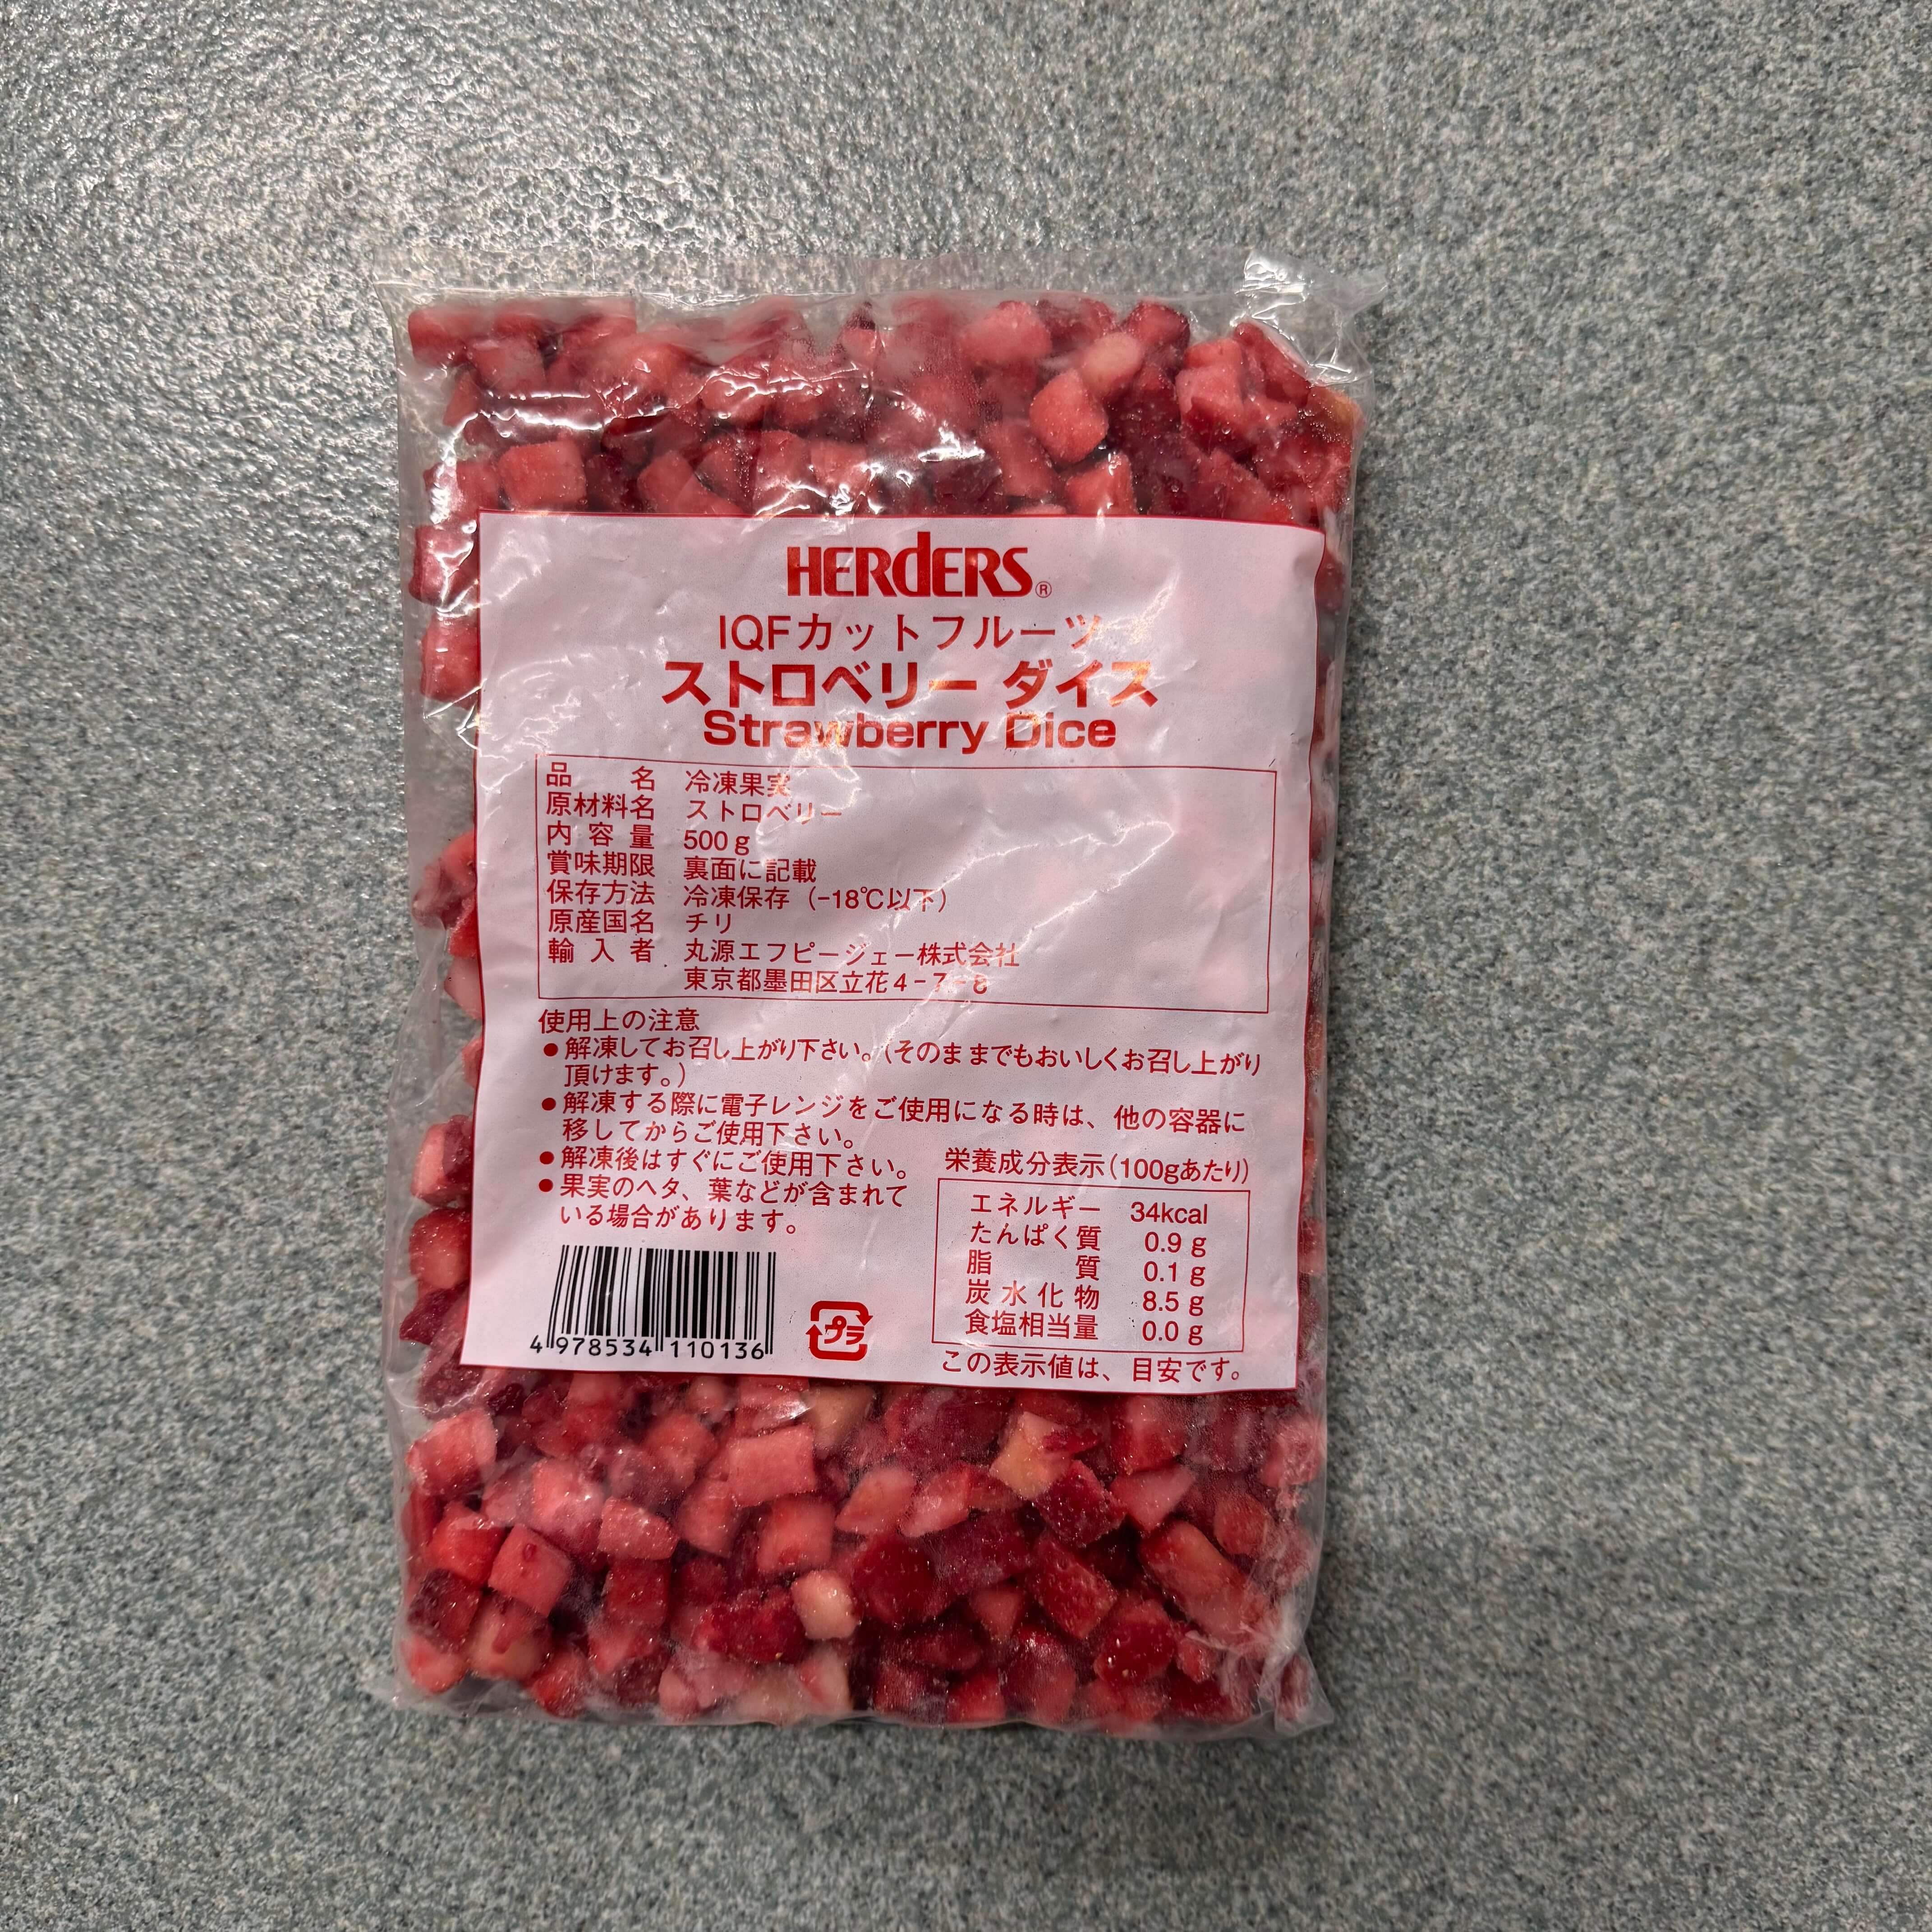 HERdERS®
IQFカットフルーツ
ストロベリー ダイス
Strawberry Dice
品名 冷凍果実
原材料名 ストロベリー
内容量 500g
賞味期限 裏面に記載
保存方法 冷凍保存（-18℃以下）
原産国名 チリ
輸入者 丸源エフピージェー株式会社
東京都墨田区立花4-7-8
使用上の注意
●解凍してお召し上がり下さい。（そのままでもおいしくお召し上がり
頂けます。）
●解凍する際に電子レンジをご使用になる時は、他の容器に
移してからご使用下さい。
●解凍後はすぐにご使用下さい。
●果実のヘタ、葉などが含まれて
いる場合があります。
栄養成分表示（100gあたり）
エネルギー 34kcal
たんぱく質 0.9g
脂質 0.1g
炭水化物 8.5g
食塩相当量 0.0g
この表示値は、目安です。
4 978534 110136
プラ